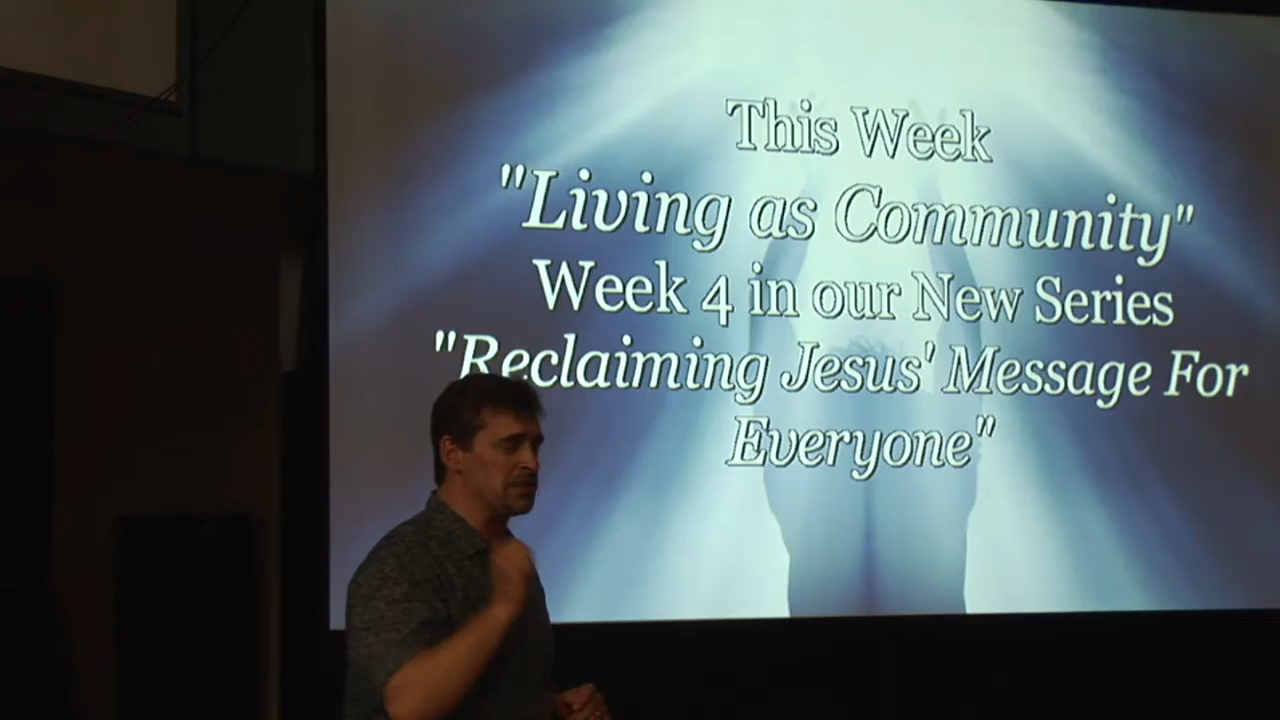 This Week
"Living as Community"
Week 4 in our New Series
"Reclaiming Jesus' Message For
Everyone"